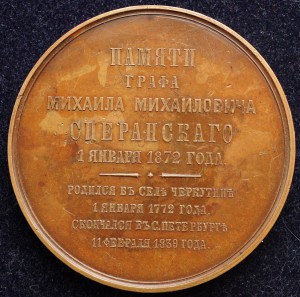 ПАМЯТИ
ГРАФА
МИХАИЛА МИХАИЛОВИЧА
СПЕРАНСКАГО
1 ЯНВАРЯ 1872 ГОДА.
РОДИЛСЯ ВЪ СЕЛѢ ЧЕРКУТИНѢ
1 ЯНВАРЯ 1772 ГОДА.
СКОНЧАЛСЯ ВЪ С. ПЕТЕРБУРГѢ
11 ФЕВРАЛЯ 1839 ГОДА.